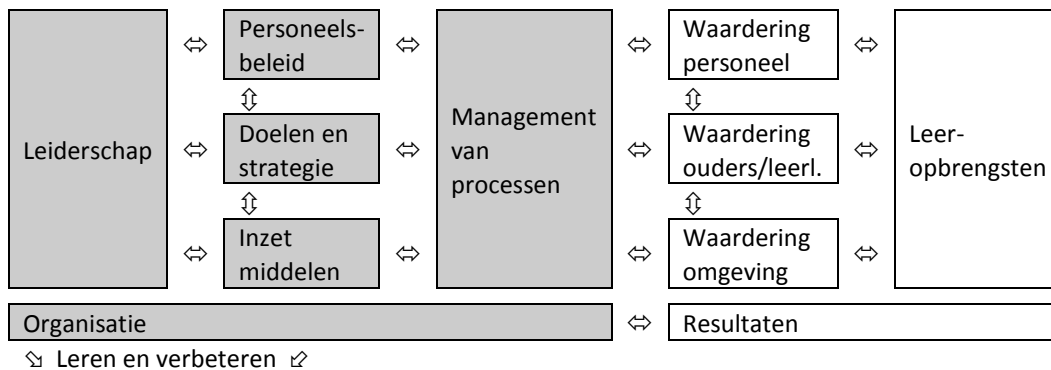 Leiderschap
Personeels-
beleid
Doelen en
strategie
Inzet
middelen
Management
van
processen
Waardering
personeel
Waardering
ouders/leerl.
Waardering
omgeving
Leer-
opbrengsten
Organisatie
Resultaten
Leren en verbeteren